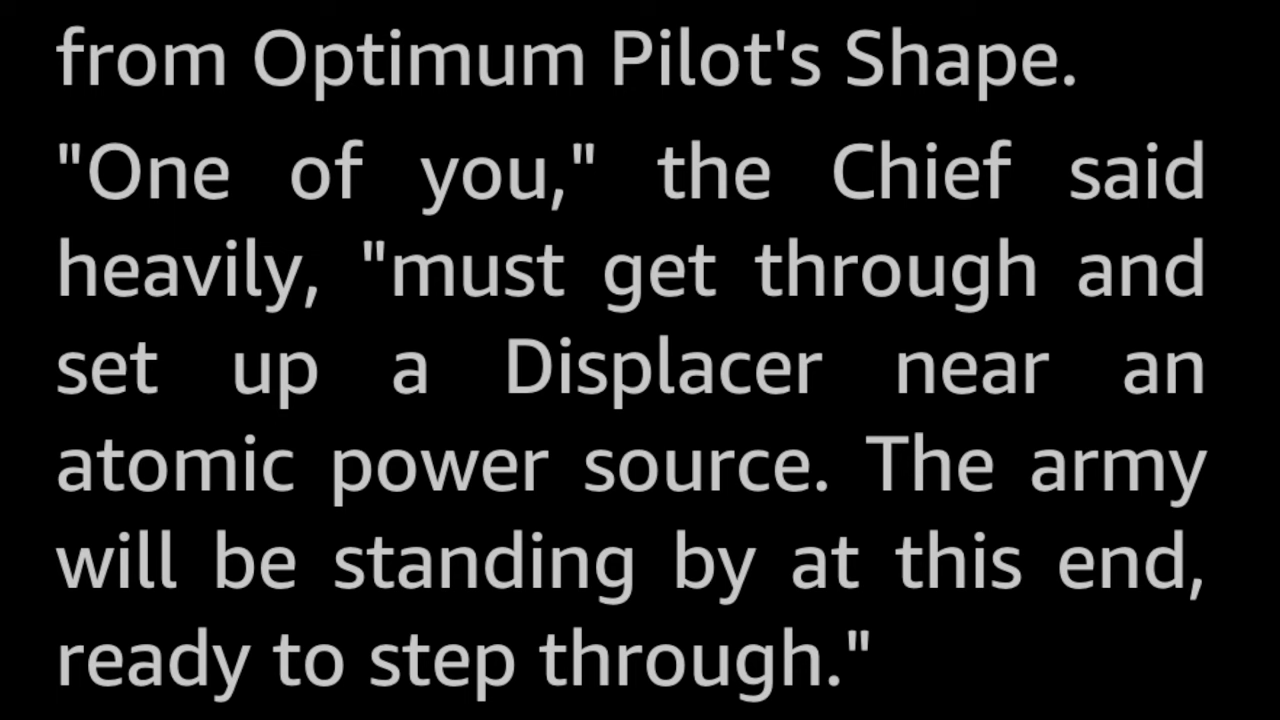 from Optimum Pilot's Shape.
"One of you," the Chief said
heavily, "must get through and
set up a Displacer near an
atomic power source. The army
will be standing by at this end,
ready to step through."